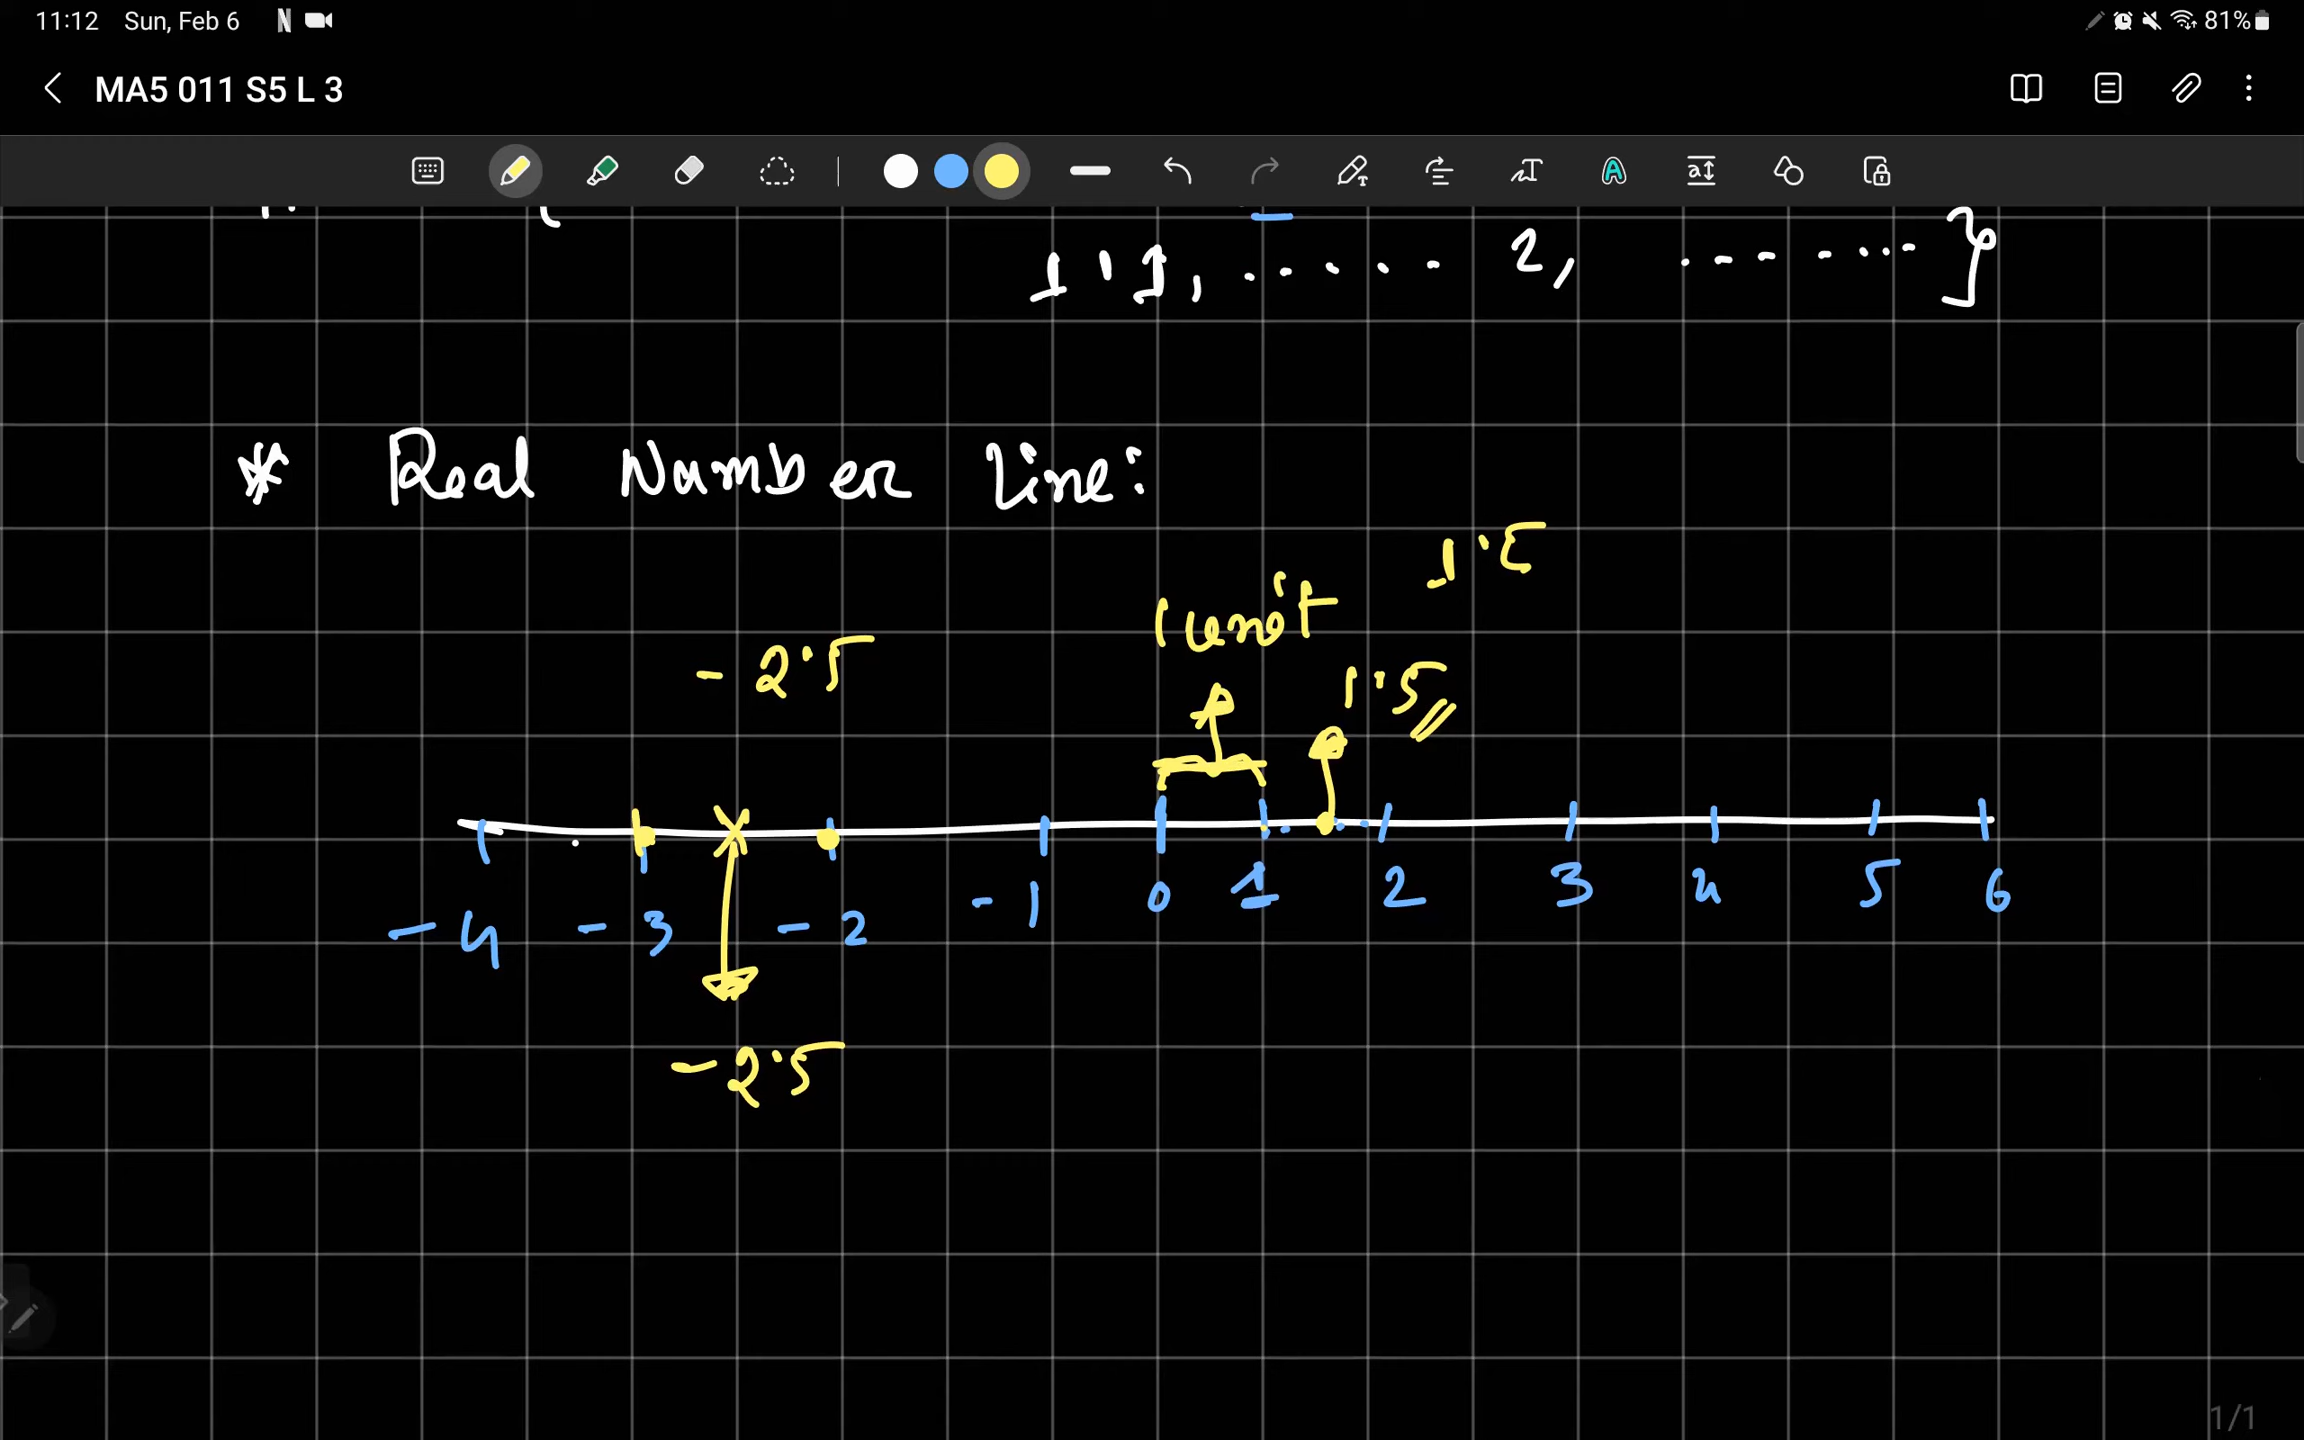 11:12 Sun, Feb 6 N 81%
MA5 011 S5 L 3
1.1, ..... 2, ...... }
* Real Number Line:
1.5
1 unit
- 2.5
1.5
-4 -3 -2 -1 0 1 2 3 4 5 6
-2.5
1/1